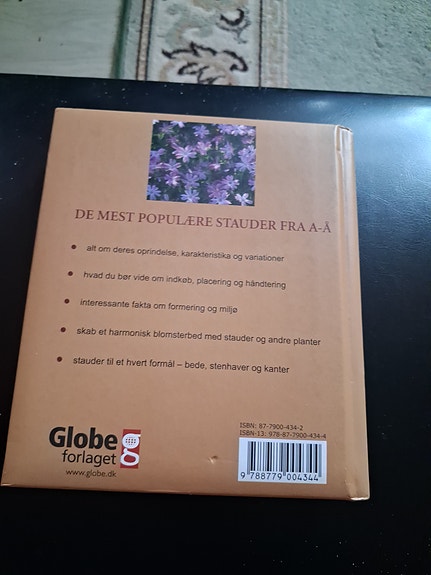 DE MEST POPULÆRE STAUDER FRA A-Å
alt om deres oprindelse, karakteristika og variationer
hvad du bør vide om indkøb, placering og håndtering
interessante fakta om formering og miljø
skab et harmonisk blomsterbed med stauder og andre planter
stauder til et hvert formål – bede, stenhaver og kanter
Globe
forlaget
www.globe.dk
ISBN: 87-7900-434-2
ISBN-13: 978-87-7900-434-4
9 788779 004344